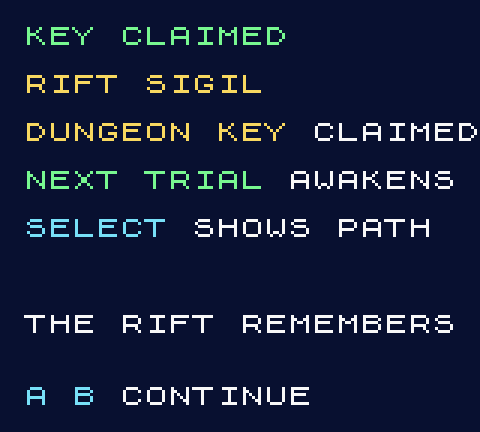 KEY CLAIMED
RIFT SIGIL
DUNGEON KEY CLAIMED
NEXT TRIAL AWAKENS
SELECT SHOWS PATH
THE RIFT REMEMBERS
A B CONTINUE